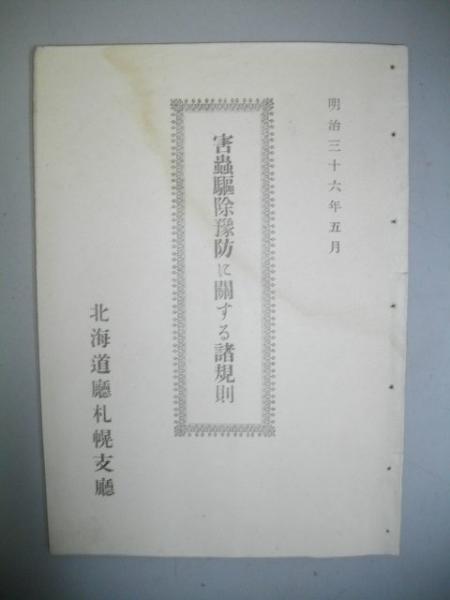 明治三十六年五月
害蟲驅除豫防に關する諸規則
北海道廳札幌支廳